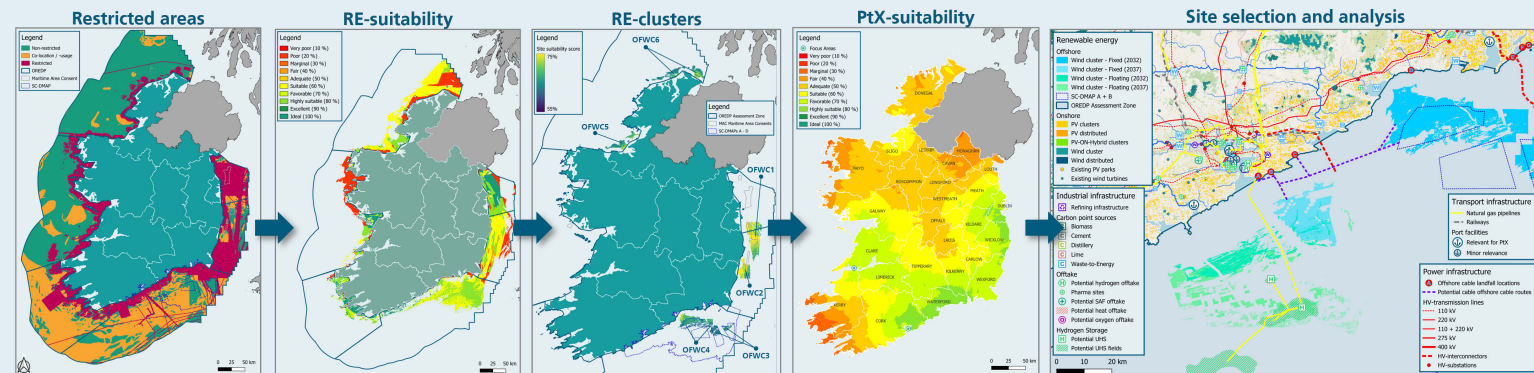 Restricted areas
RE-suitability
RE-clusters
PtX-suitability
Site selection and analysis
Legend
Non-restricted
Co-location / -usage
Restricted
OREDP
Maritime Area Consent
SC-DMAP
0 25 50 km
Legend
Very poor (10 %)
Poor (20 %)
Marginal (30 %)
Fair (40 %)
Adequate (50 %)
Suitable (60 %)
Favorable (70 %)
Highly suitable (80 %)
Excellent (90 %)
Ideal (100 %)
0 25 50 km
Legend
Site suitability score
75%
55%
OFWC6
OFWC5
Legend
OREDP Assessment Zone
MAC Maritime Area Consents
SC-DMAPs A - D
OFWC1
OFWC2
OFWC4
OFWC3
0 25 50 km
Legend
Focus Areas
Very poor (10 %)
Poor (20 %)
Marginal (30 %)
Fair (40 %)
Adequate (50 %)
Suitable (60 %)
Favorable (70 %)
Highly suitable (80 %)
Excellent (90 %)
Ideal (100 %)
DONEGAL
SLIGO
LEITRIM
MONAGHAN
CAVAN
LOUTH
MAYO
ROSCOMMON
LONGFORD
MEATH
WESTMEATH
DUBLIN
GALWAY
OFFALY
KILDARE
LAOIS
WICKLOW
CLARE
CARLOW
TIPPERARY
KILKENNY
LIMERICK
WEXFORD
WATERFORD
KERRY
CORK
0 25 50 km
Renewable energy
Offshore
Wind cluster - Fixed (2032)
Wind cluster - Fixed (2037)
Wind cluster - Floating (2032)
Wind cluster - Floating (2037)
SC-DMAP A + B
OREDP Assessment Zone
Onshore
PV clusters
PV distributed
PV-ON-Hybrid clusters
Wind cluster
Wind distributed
Existing PV parks
Existing wind turbines
Industrial infrastructure
Refining infrastructure
Carbon point sources
Biomass
Cement
Distillery
Lime
Waste-to-Energy
Offtake
Potential hydrogen offtake
Pharma sites
Potential SAF offtake
Potential heat offtake
Potential oxygen offtake
Hydrogen Storage
Potential UHS
Potential UHS fields
0 10 20 km
Transport infrastructure
Natural gas pipelines
Railways
Port facilities
Relevant for PtX
Minor relevance
Power infrastructure
Offshore cable landfall locations
Potential cable offshore cable routes
HV-transmission lines
110 kV
220 kV
110 + 220 kV
275 kV
400 kV
HV-interconnectors
HV-substations